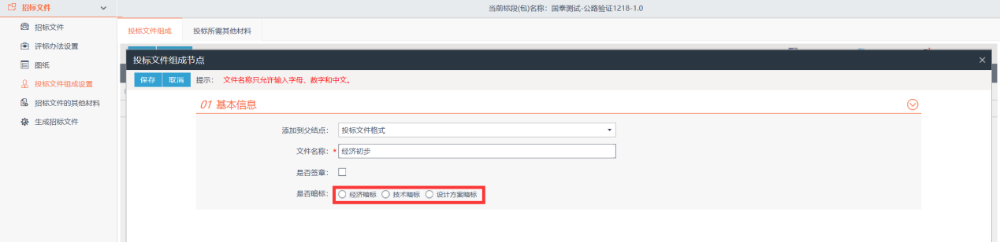 招标文件
当前标段(包)名称：国泰测试-公路验证1218-1.0
招标文件
评标办法设置
图纸
投标文件组成设置
招标文件的其他材料
生成招标文件
投标文件组成
投标所需其他材料
投标文件组成节点
保存 取消 提示： 文件名称只允许输入字母、数字和中文。
01 基本信息
添加到父结点： 投标文件格式
文件名称： * 经济初步
是否签章：
是否暗标： 经济暗标 技术暗标 设计方案暗标